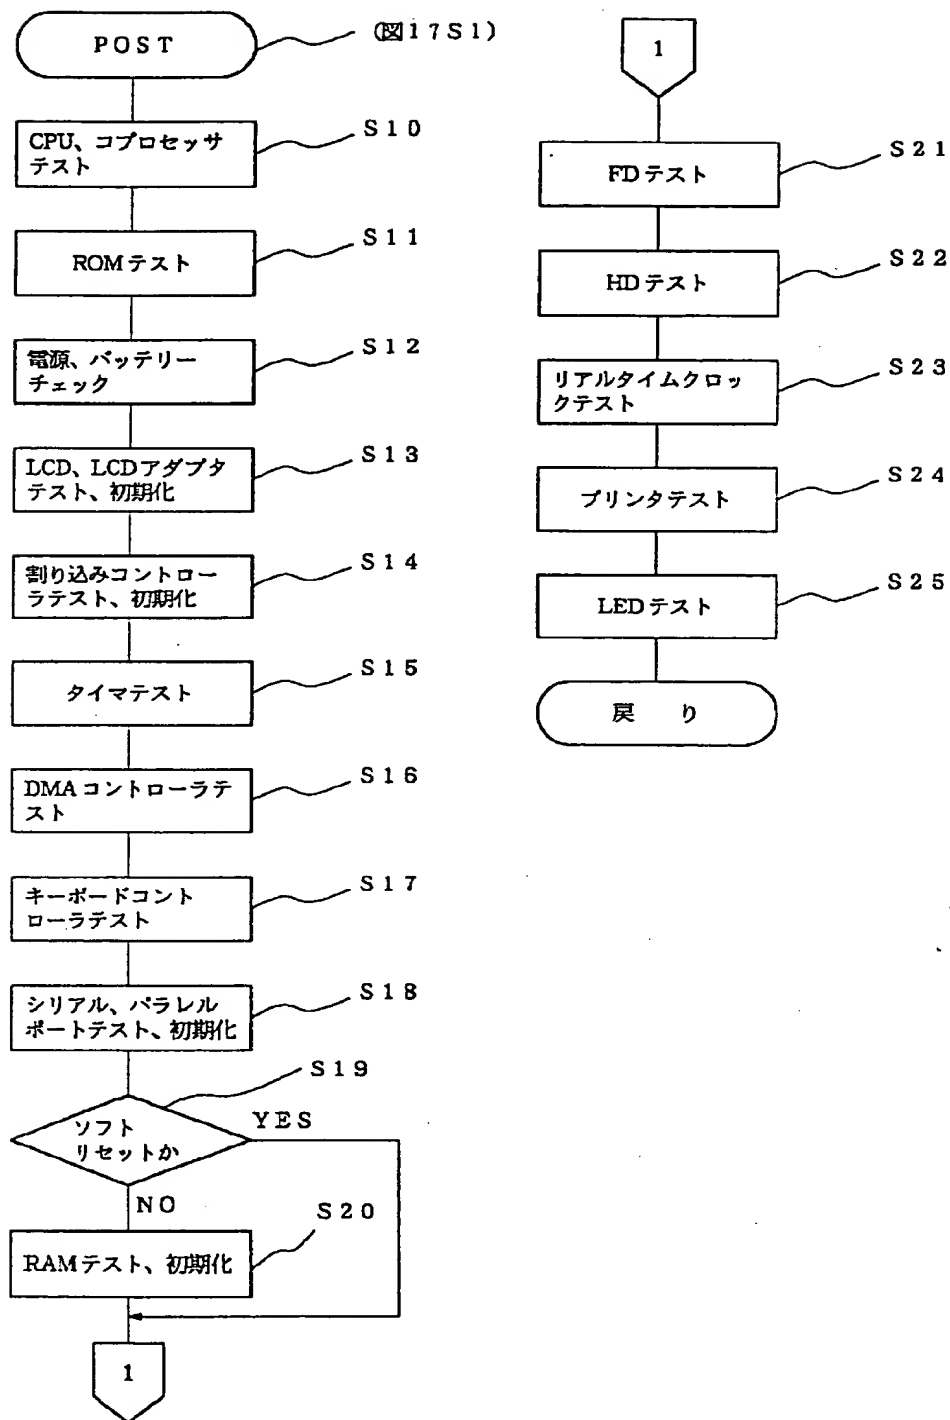 POST
(図17S1)
CPU、コプロセッサ
テスト
S10
ROMテスト
S11
電源、バッテリー
チェック
S12
LCD、LCDアダプタ
テスト、初期化
S13
割り込みコントロー
ラテスト、初期化
S14
タイマテスト
S15
DMAコントローラテ
スト
S16
キーボードコント
ローラテスト
S17
シリアル、パラレル
ポートテスト、初期化
S18
S19
ソフト
リセットか
YES
NO
S20
RAMテスト、初期化
1
1
FDテスト
S21
HDテスト
S22
リアルタイムクロッ
クテスト
S23
プリンタテスト
S24
LEDテスト
S25
戻り